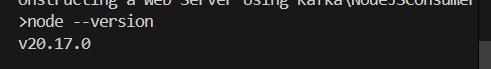 onstructing a Web Server Using Kafka\NodeJSConsumer
>node --version
v20.17.0